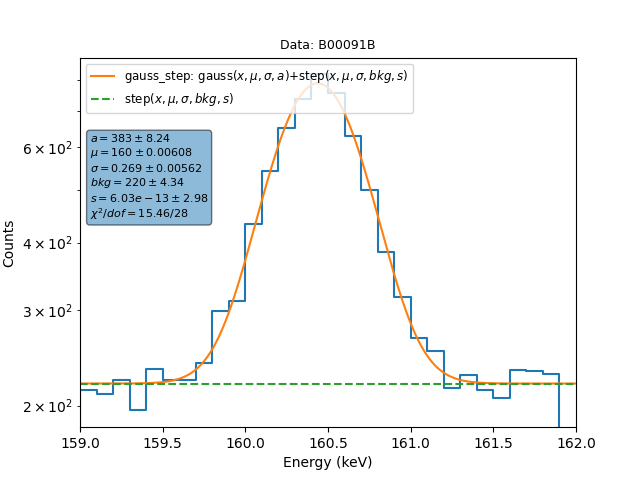 Data: B00091B
gauss_step: gauss(x, μ, σ, a)+step(x, μ, σ, bkg, s)
step(x, μ, σ, bkg, s)
a = 383 ± 8.24
μ = 160 ± 0.00608
σ = 0.269 ± 0.00562
bkg = 220 ± 4.34
s = 6.03e − 13 ± 2.98
χ²/dof = 15.46/28
6 × 10²
4 × 10²
3 × 10²
2 × 10²
Counts
159.0 159.5 160.0 160.5 161.0 161.5 162.0
Energy (keV)